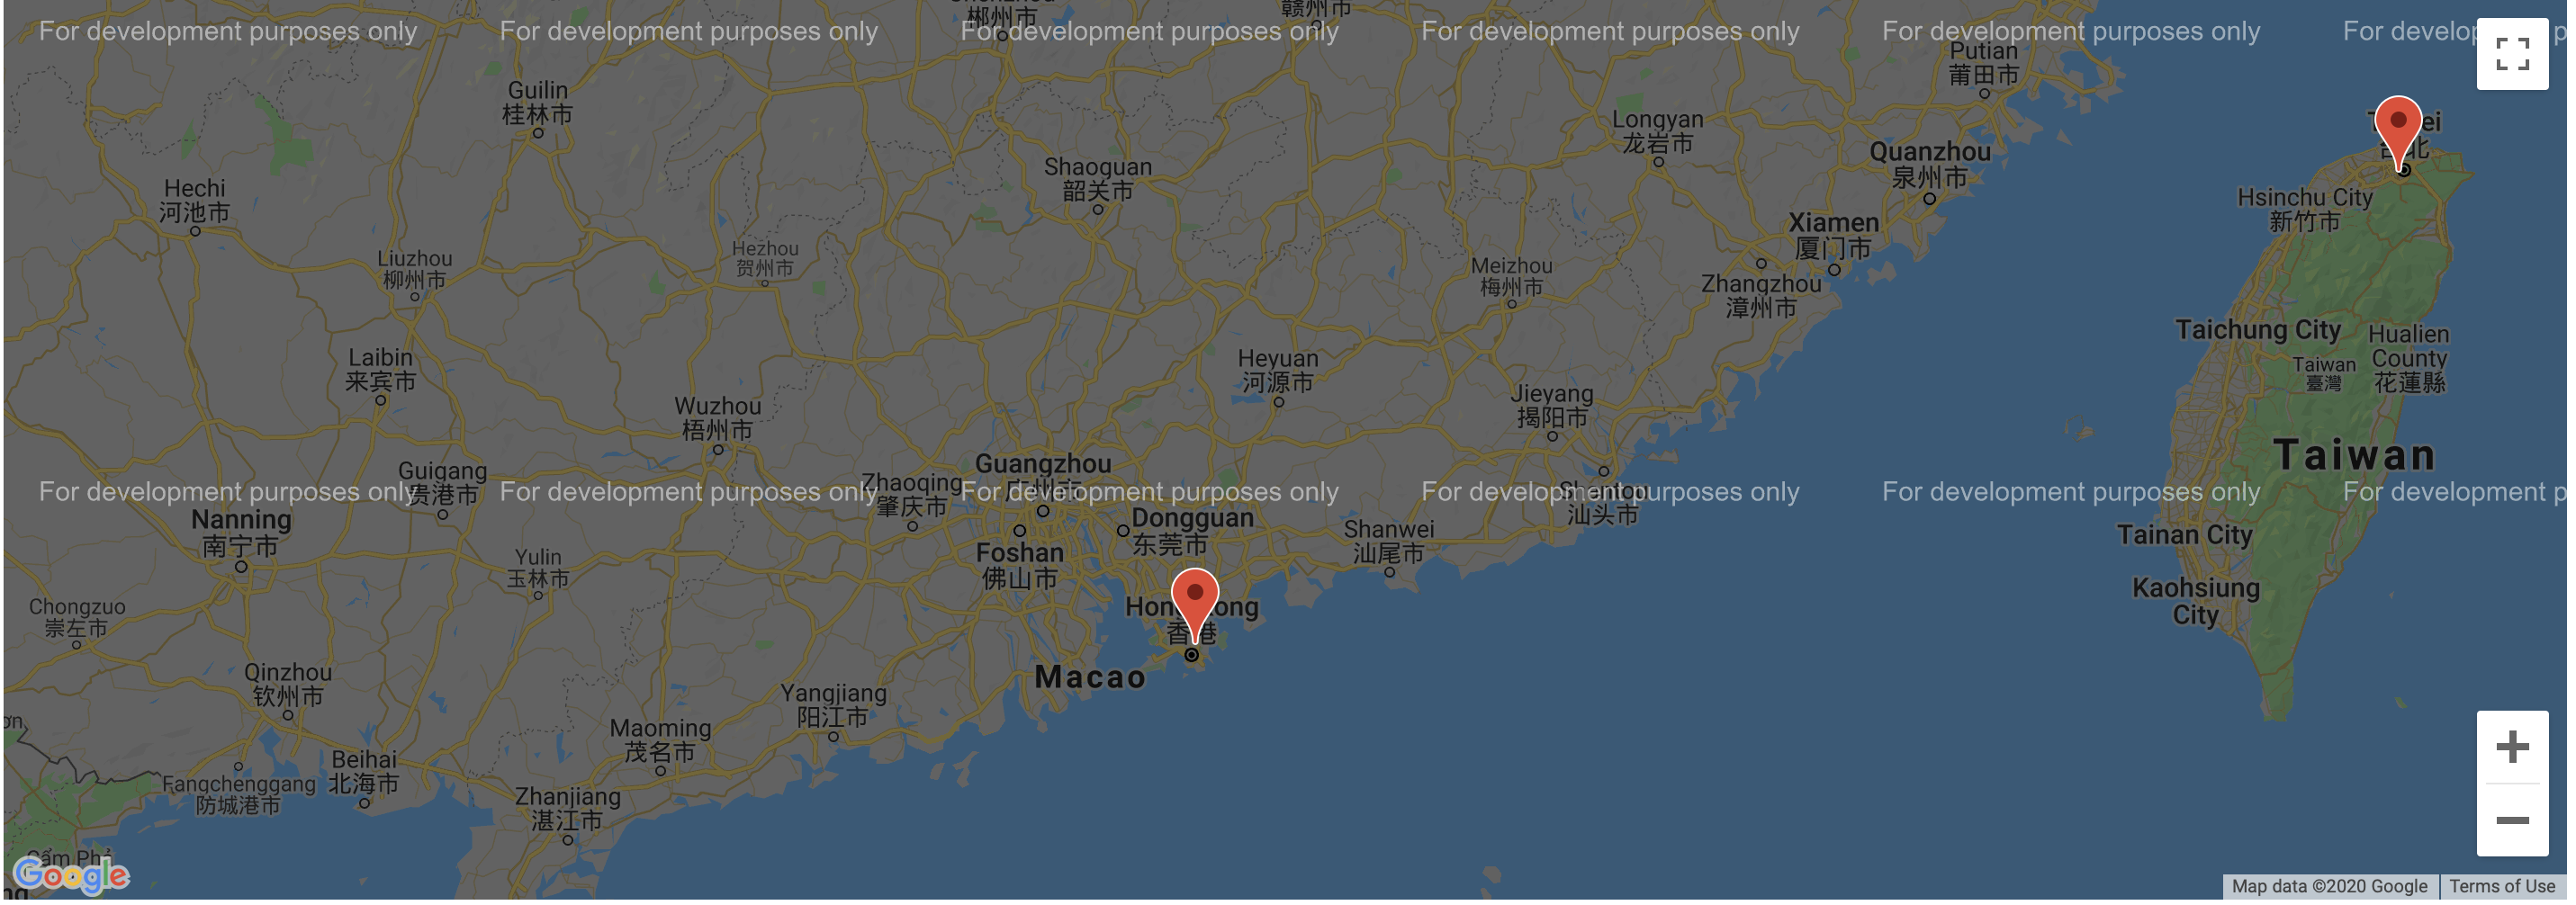 郴州市
赣州市
For development purposes only
For development purposes only
For development purposes only
For development purposes only
For development purposes only
Putian
莆田市
Guilin
桂林市
Longyan
龙岩市
台北
Quanzhou
泉州市
Shaoguan
韶关市
Hechi
河池市
Hsinchu City
新竹市
Xiamen
厦门市
Hezhou
贺州市
Liuzhou
柳州市
Meizhou
梅州市
Zhangzhou
漳州市
Taichung City
Hualien
County
花蓮縣
Taiwan
臺灣
Laibin
来宾市
Heyuan
河源市
Jieyang
揭阳市
Wuzhou
梧州市
Taiwan
Guangzhou
广州市
Guigang
贵港市
Zhaoqing
肇庆市
For development purposes only
For development purposes only
For development purposes only
For development purposes only
For development purposes only
For development p
Shantou
汕头市
Nanning
南宁市
Dongguan
东莞市
Shanwei
汕尾市
Tainan City
Foshan
佛山市
Yulin
玉林市
Kaohsiung
City
Chongzuo
崇左市
Hong Kong
香港
Macao
Qinzhou
钦州市
Yangjiang
阳江市
Maoming
茂名市
Beihai
北海市
Fangchenggang
防城港市
Zhanjiang
湛江市
Cẩm Phả
Google
Map data ©2020 Google
Terms of Use